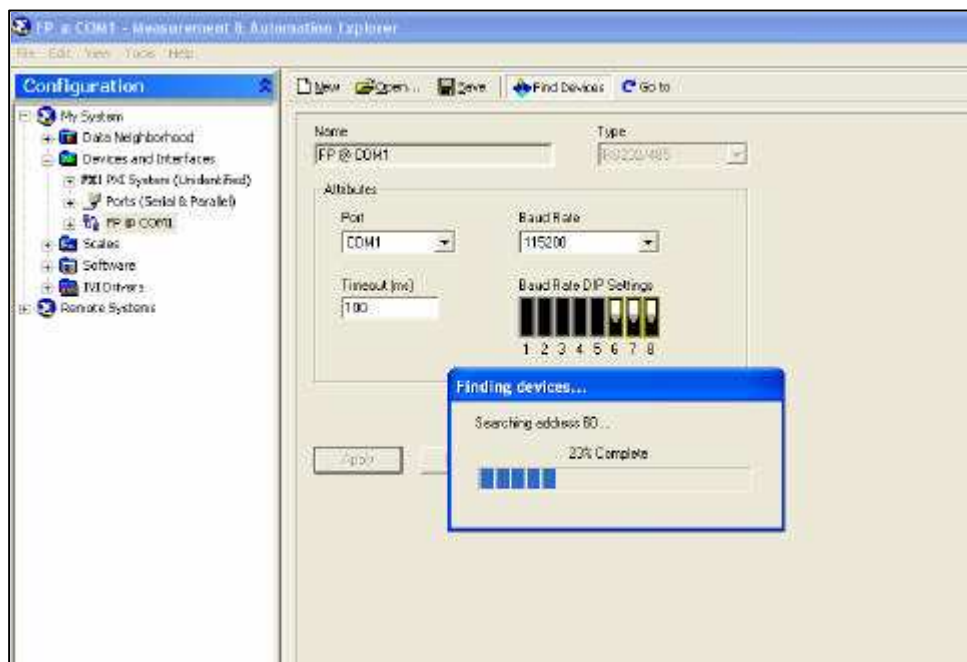 FP @ COM1 - Measurement & Automation Explorer
File Edit View Tools Help
Configuration
New Open... Save Find Devices Go to
My System
Data Neighborhood
Devices and Interfaces
PXI PXI System (Unidentified)
Ports (Serial & Parallel)
FP @ COM1
Scales
Software
IVI Drivers
Remote Systems
Name
Type
FP @ COM1
RS232/485
Attributes
Port
Baud Rate
COM1
115200
Timeout (ms)
Baud Rate DIP Settings
100
1 2 3 4 5 6 7 8
Finding devices...
Searching address 60...
23% Complete
Apply